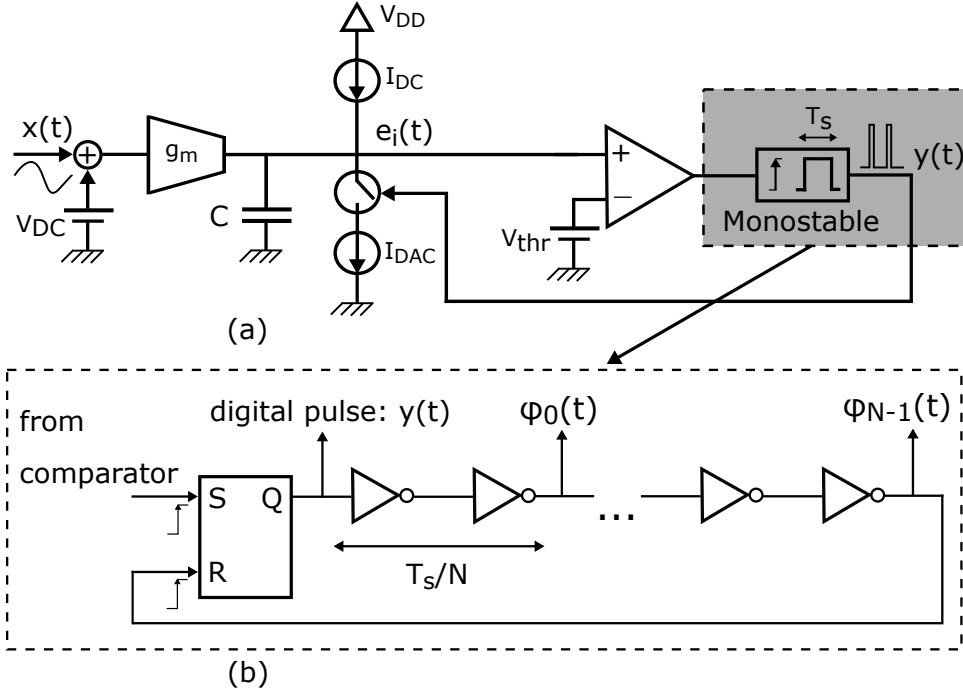 V_DD
I_DC
x(t)
g_m
e_i(t)
+
+
−
T_s
y(t)
Monostable
V_DC
C
I_DAC
V_thr
(a)
from
comparator
digital pulse: y(t)
φ_0(t)
φ_N-1(t)
S
Q
R
...
T_s/N
(b)